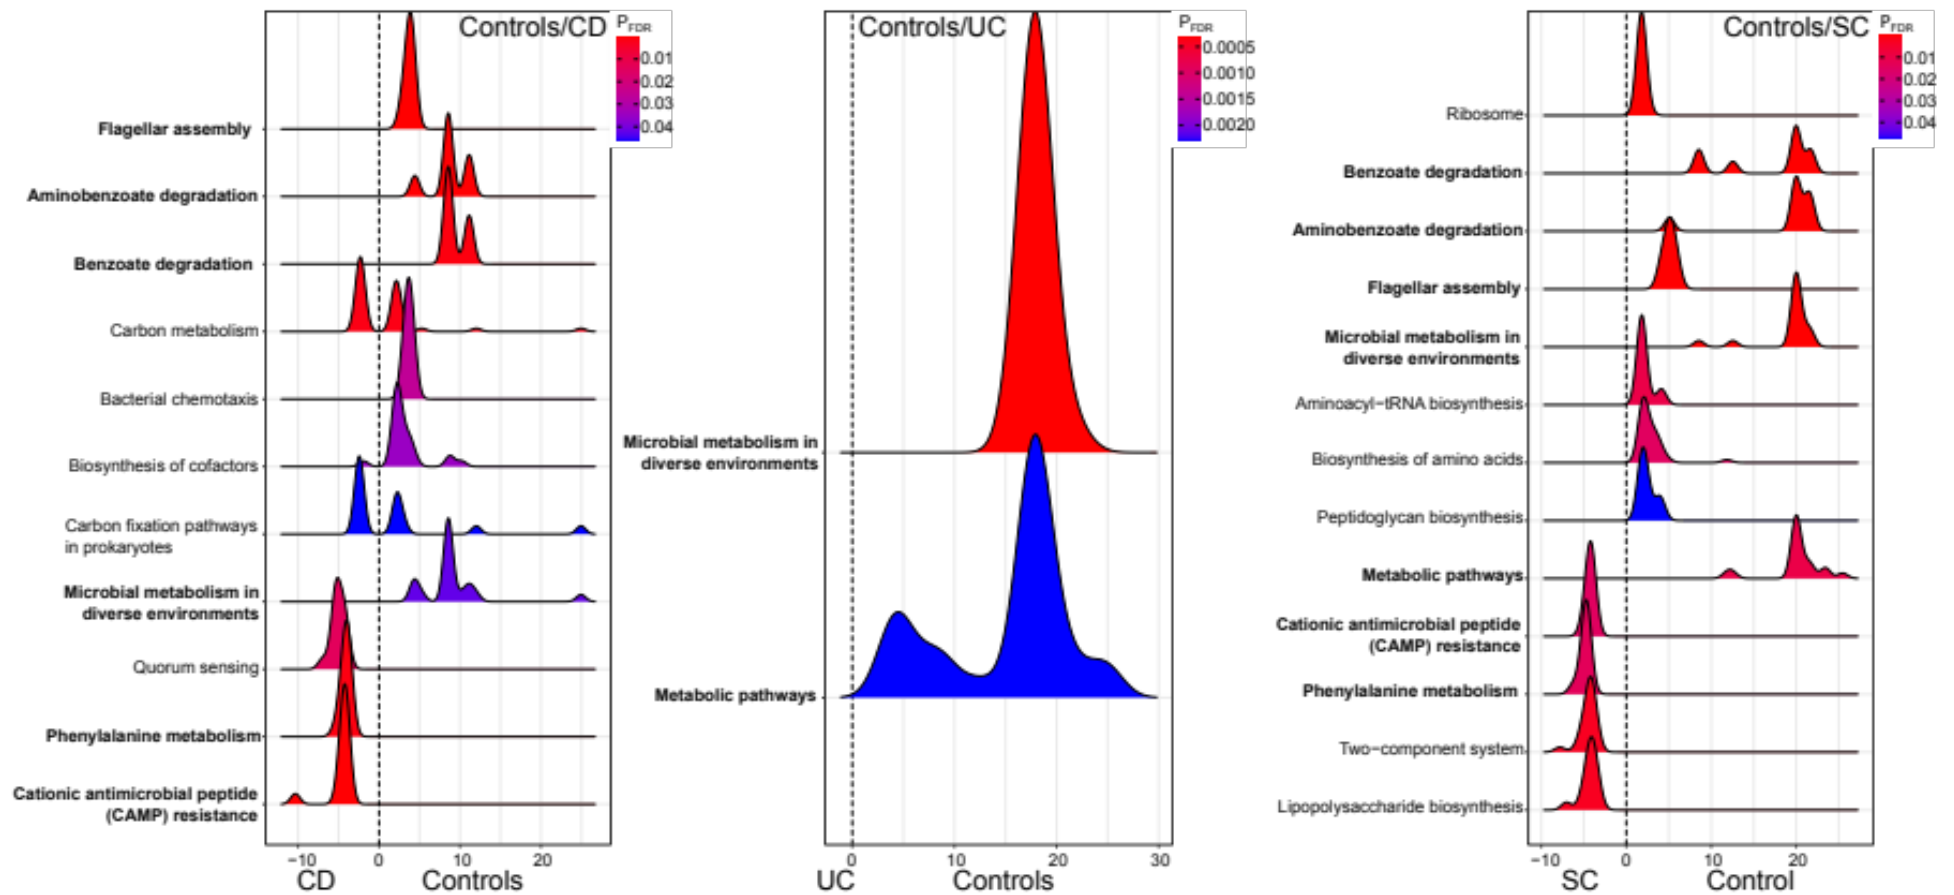 Controls/CD
P_FDR
0.01
0.02
0.03
0.04
Flagellar assembly
Aminobenzoate degradation
Benzoate degradation
Carbon metabolism
Bacterial chemotaxis
Biosynthesis of cofactors
Carbon fixation pathways
in prokaryotes
Microbial metabolism in
diverse environments
Quorum sensing
Phenylalanine metabolism
Cationic antimicrobial peptide
(CAMP) resistance
−10 0 10 20
CD Controls
Controls/UC
P_FDR
0.0005
0.0010
0.0015
0.0020
Microbial metabolism in
diverse environments
Metabolic pathways
0 10 20 30
UC Controls
Controls/SC
P_FDR
0.01
0.02
0.03
0.04
Ribosome
Benzoate degradation
Aminobenzoate degradation
Flagellar assembly
Microbial metabolism in
diverse environments
Aminoacyl−tRNA biosynthesis
Biosynthesis of amino acids
Peptidoglycan biosynthesis
Metabolic pathways
Cationic antimicrobial peptide
(CAMP) resistance
Phenylalanine metabolism
Two−component system
Lipopolysaccharide biosynthesis
−10 0 10 20
SC Control